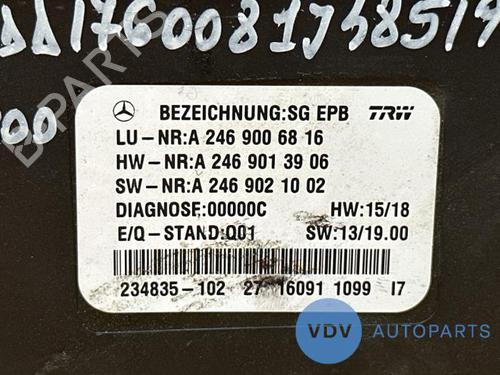 1760081J3851
00
BEZEICHNUNG:SG EPB TRW
LU-NR:A 246 900 68 16
HW-NR:A 246 901 39 06
SW-NR:A 246 902 10 02
DIAGNOSE:00000C HW:15/18
E/Q-STAND:Q01 SW:13/19.00
234835-102 27 16091 1099 I7
VDV AUTOPARTS